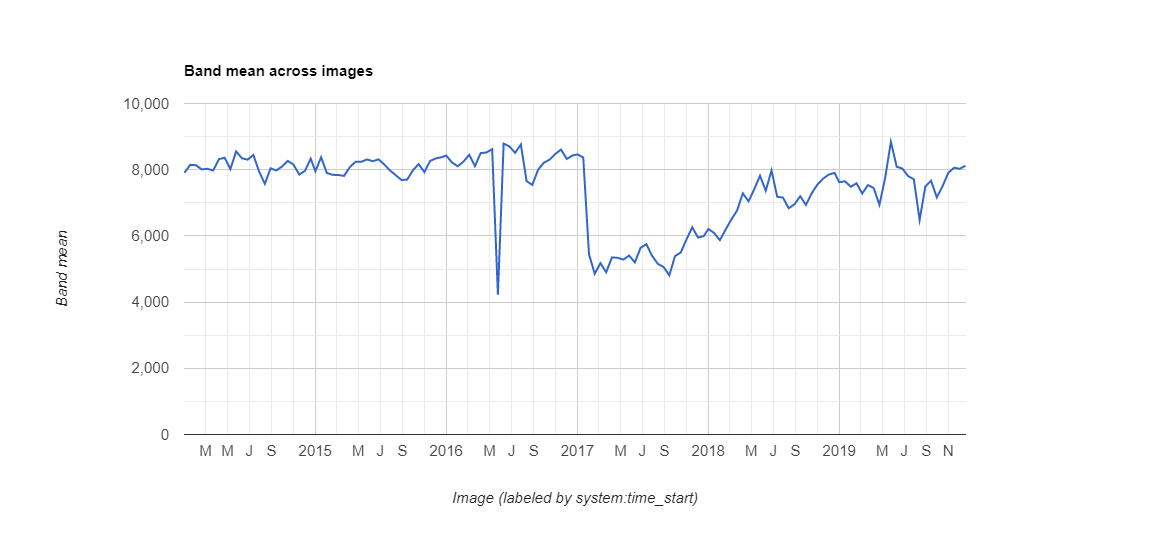 Band mean across images
10,000
8,000
6,000
4,000
2,000
0
Band mean
M M J S 2015 M J S 2016 M J S 2017 M J S 2018 M J S 2019 M J S N
Image (labeled by system:time_start)